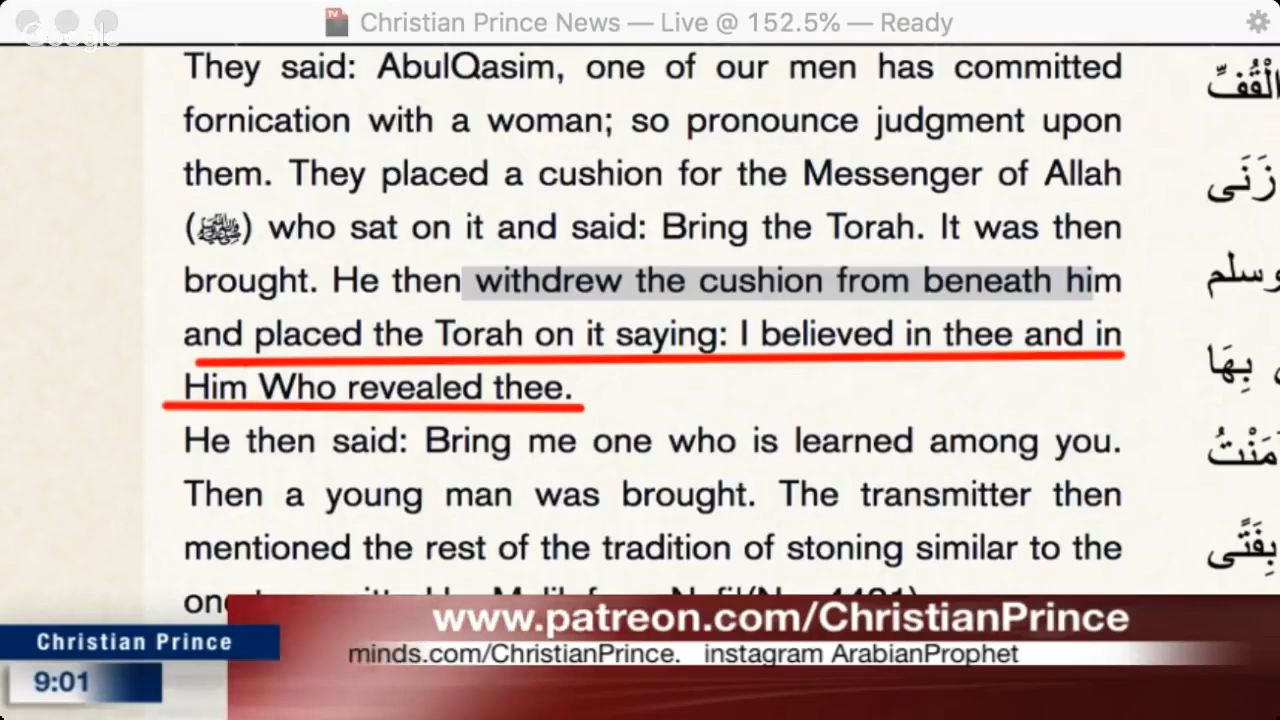 Christian Prince News — Live @ 152.5% — Ready
Google
They said: AbulQasim, one of our men has committed
fornication with a woman; so pronounce judgment upon
them. They placed a cushion for the Messenger of Allah
(ﷺ) who sat on it and said: Bring the Torah. It was then
brought. He then withdrew the cushion from beneath him
and placed the Torah on it saying: I believed in thee and in
Him Who revealed thee.
He then said: Bring me one who is learned among you.
Then a young man was brought. The transmitter then
mentioned the rest of the tradition of stoning similar to the
الْقُفِّ
زَنَى
وسلم
بِهَا
بِفَتًى
www.patreon.com/ChristianPrince
minds.com/ChristianPrince. instagram ArabianProphet
Christian Prince
9:01